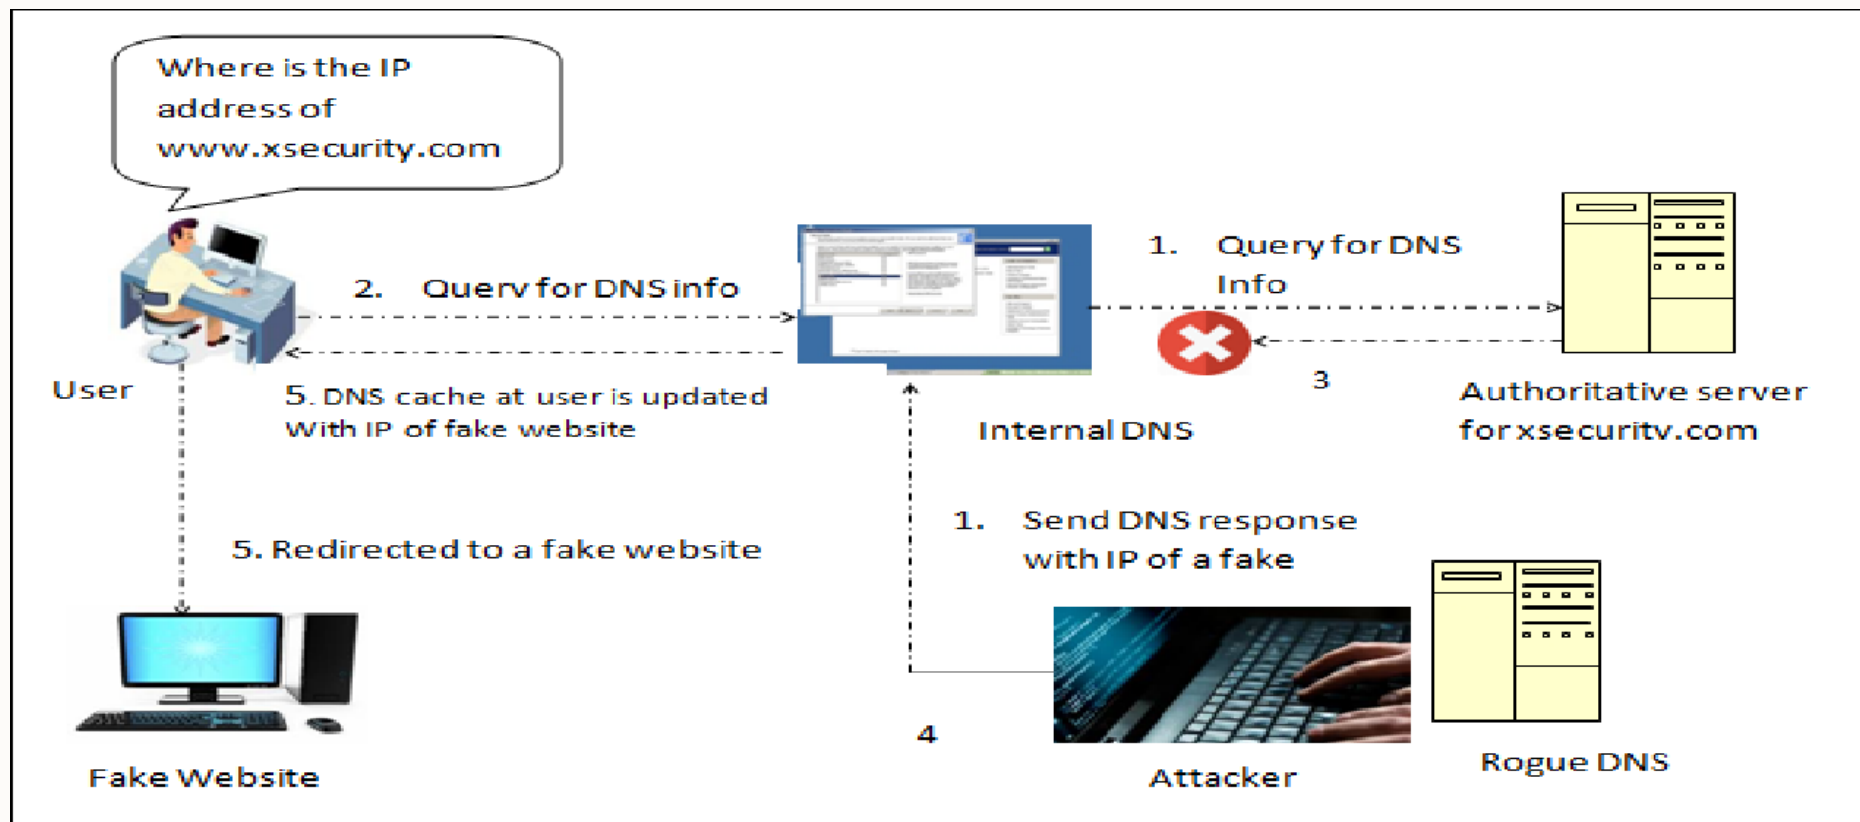 Where is the IP
address of
www.xsecurity.com
2. Query for DNS info
1. Query for DNS
Info
3
User
5. DNS cache at user is updated
With IP of fake website
Internal DNS
Authoritative server
for xsecurity.com
1. Send DNS response
with IP of a fake
5. Redirected to a fake website
4
Fake Website
Attacker
Rogue DNS